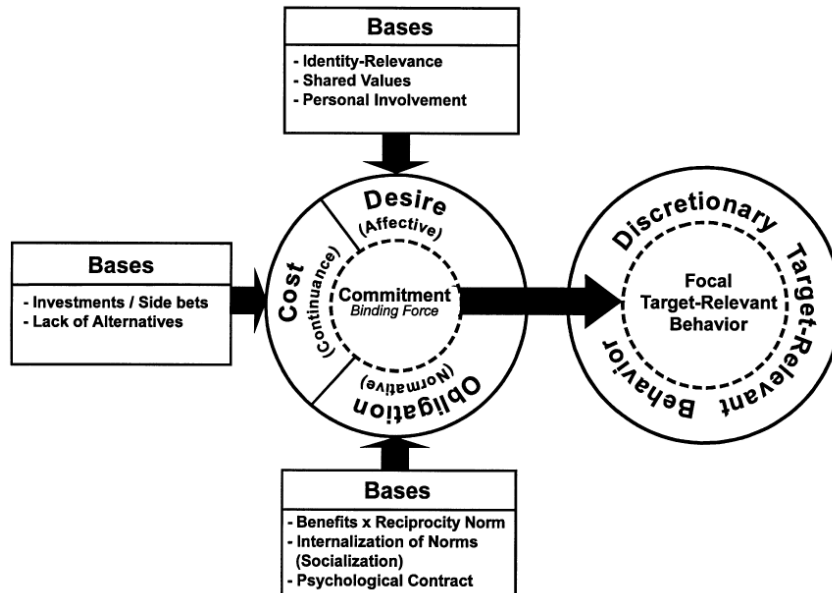 Bases
- Identity-Relevance
- Shared Values
- Personal Involvement
Desire
(Affective)
Bases
- Investments / Side bets
- Lack of Alternatives
Cost
(Continuance)
Commitment
Binding Force
Obligation
(Normative)
Discretionary Target-Relevant Behavior
Focal
Target-Relevant
Behavior
Bases
- Benefits x Reciprocity Norm
- Internalization of Norms
(Socialization)
- Psychological Contract